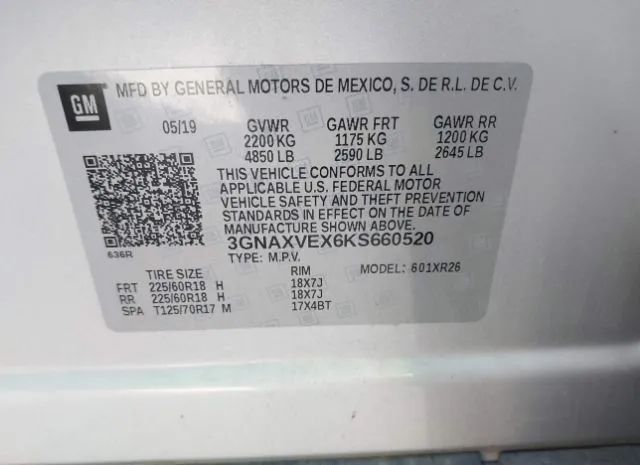 GM
MFD BY GENERAL MOTORS DE MEXICO, S. DE R.L. DE C.V.
05/19 GVWR GAWR FRT GAWR RR
2200 KG 1175 KG 1200 KG
4850 LB 2590 LB 2645 LB
THIS VEHICLE CONFORMS TO ALL
APPLICABLE U.S. FEDERAL MOTOR
VEHICLE SAFETY AND THEFT PREVENTION
STANDARDS IN EFFECT ON THE DATE OF
MANUFACTURE SHOWN ABOVE.
3GNAXVEX6KS660520
636R TYPE: M.P.V.
TIRE SIZE RIM MODEL: 601XR26
FRT 225/60R18 H 18X7J
RR 225/60R18 H 18X7J
SPA T125/70R17 M 17X4BT